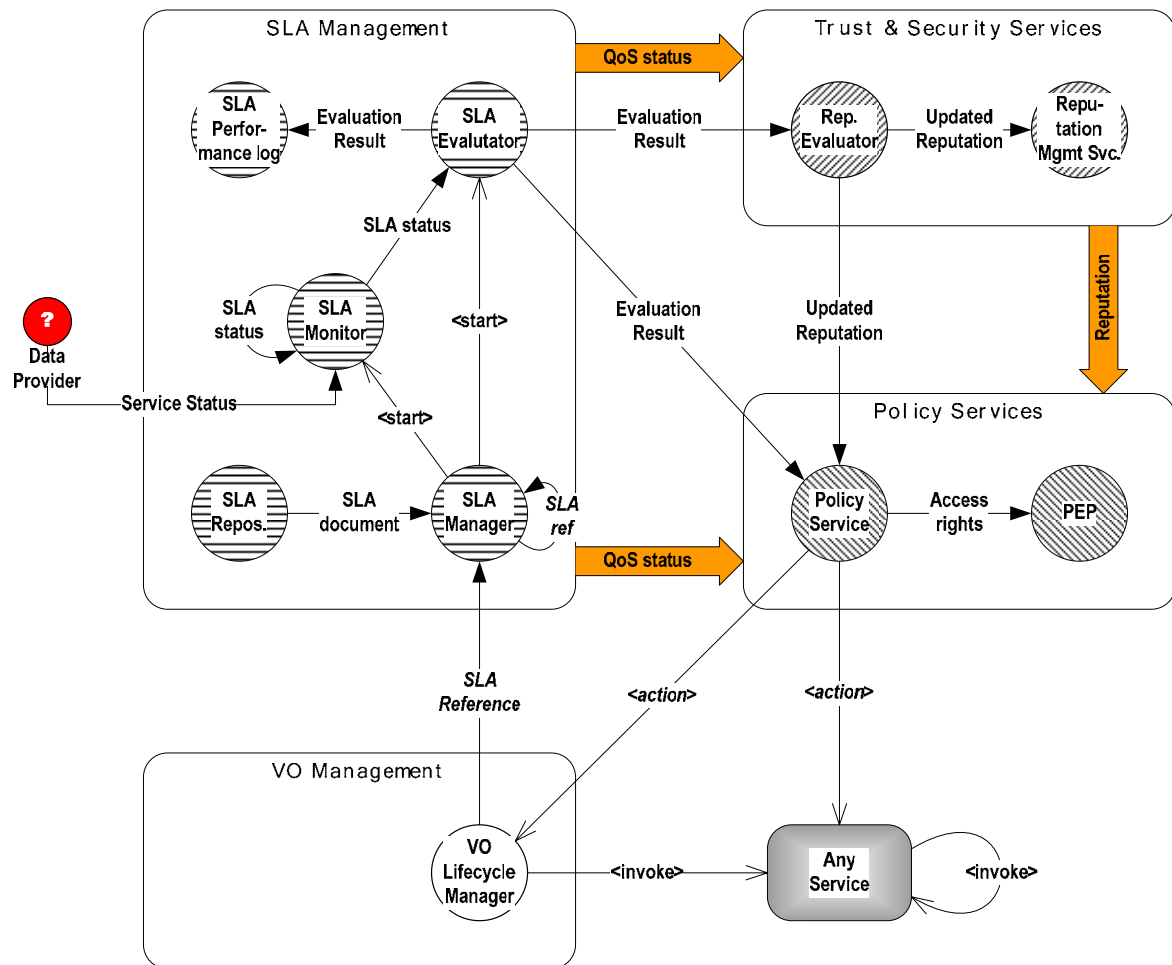 SLA Management
Trust & Security Services
QoS status
SLA
Perfor-
mance log
Evaluation
Result
SLA
Evalutator
Evaluation
Result
Rep.
Evaluator
Updated
Reputation
Repu-
tation
Mgmt Svc.
SLA status
SLA
status
SLA
Monitor
<start>
Evaluation
Result
Updated
Reputation
Reputation
?
Data
Provider
Service Status
<start>
Policy Services
SLA
Repos.
SLA
document
SLA
Manager
SLA
ref
Policy
Service
Access
rights
PEP
QoS status
SLA
Reference
<action>
<action>
VO Management
VO
Lifecycle
Manager
<invoke>
Any
Service
<invoke>